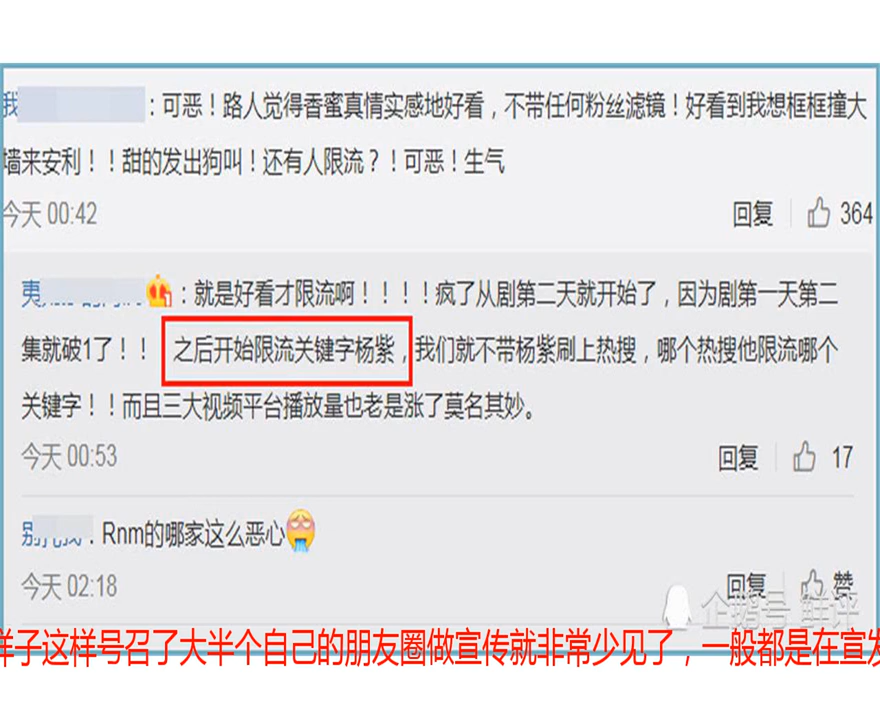 我 : 可恶！路人觉得香蜜真情实感地好看，不带任何粉丝滤镜！好看到我想框框撞大
墙来安利！！甜的发出狗叫！还有人限流？！可恶！生气
今天 00:42 回复 364
夷 : 就是好看才限流啊！！！！疯了从剧第二天就开始了，因为剧第一天第二
集就破1了！！ 之后开始限流关键字杨紫，我们就不带杨紫刷上热搜，哪个热搜他限流哪个
关键字！！而且三大视频平台播放量也老是涨了莫名其妙。
今天 00:53 回复 17
: Rnm的哪家这么恶心
今天 02:18 回复 赞
企鹅号 鲜评
样子这样号召了大半个自己的朋友圈做宣传就非常少见了，一般都是在宣发